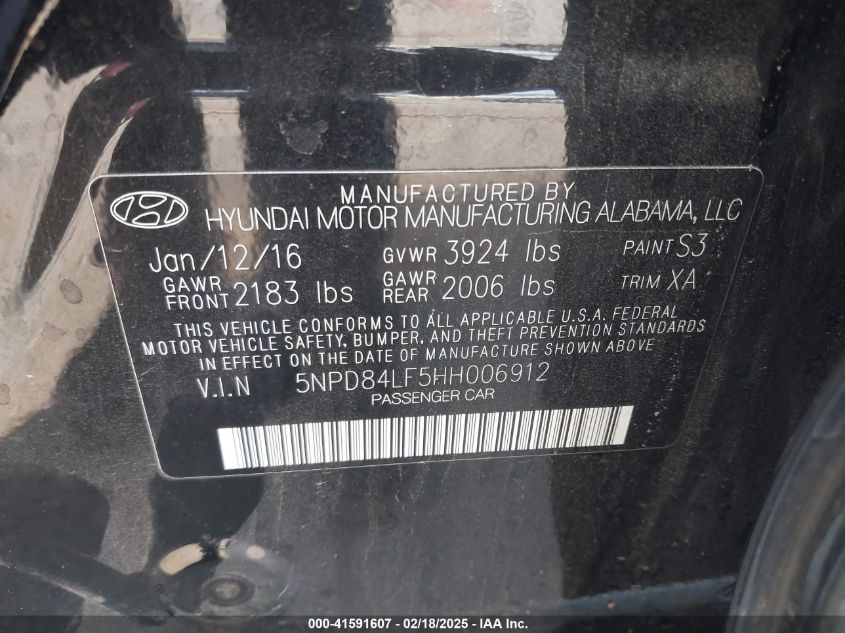 MANUFACTURED BY
HYUNDAI MOTOR MANUFACTURING ALABAMA, LLC
Jan/12/16 GVWR 3924 lbs PAINT S3
GAWR FRONT 2183 lbs GAWR REAR 2006 lbs TRIM XA
THIS VEHICLE CONFORMS TO ALL APPLICABLE U.S.A. FEDERAL
MOTOR VEHICLE SAFETY, BUMPER, AND THEFT PREVENTION STANDARDS
IN EFFECT ON THE DATE OF MANUFACTURE SHOWN ABOVE
V.I.N 5NPD84LF5HH006912
PASSENGER CAR
000-41591607 - 02/18/2025 - IAA Inc.